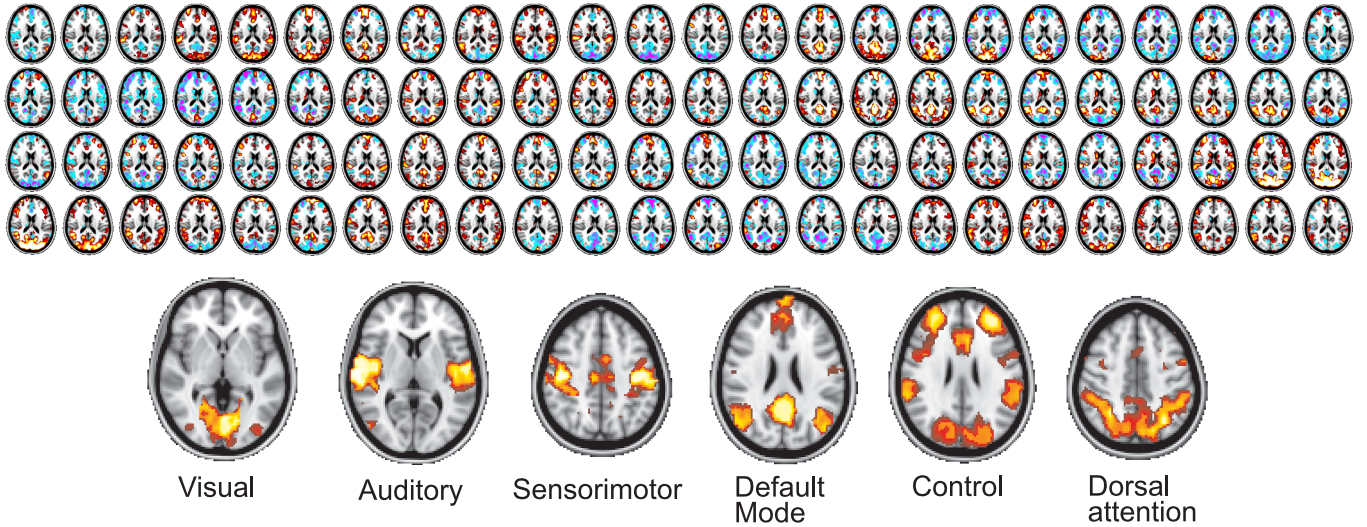 Visual
Auditory
Sensorimotor
Default
Mode
Control
Dorsal
attention